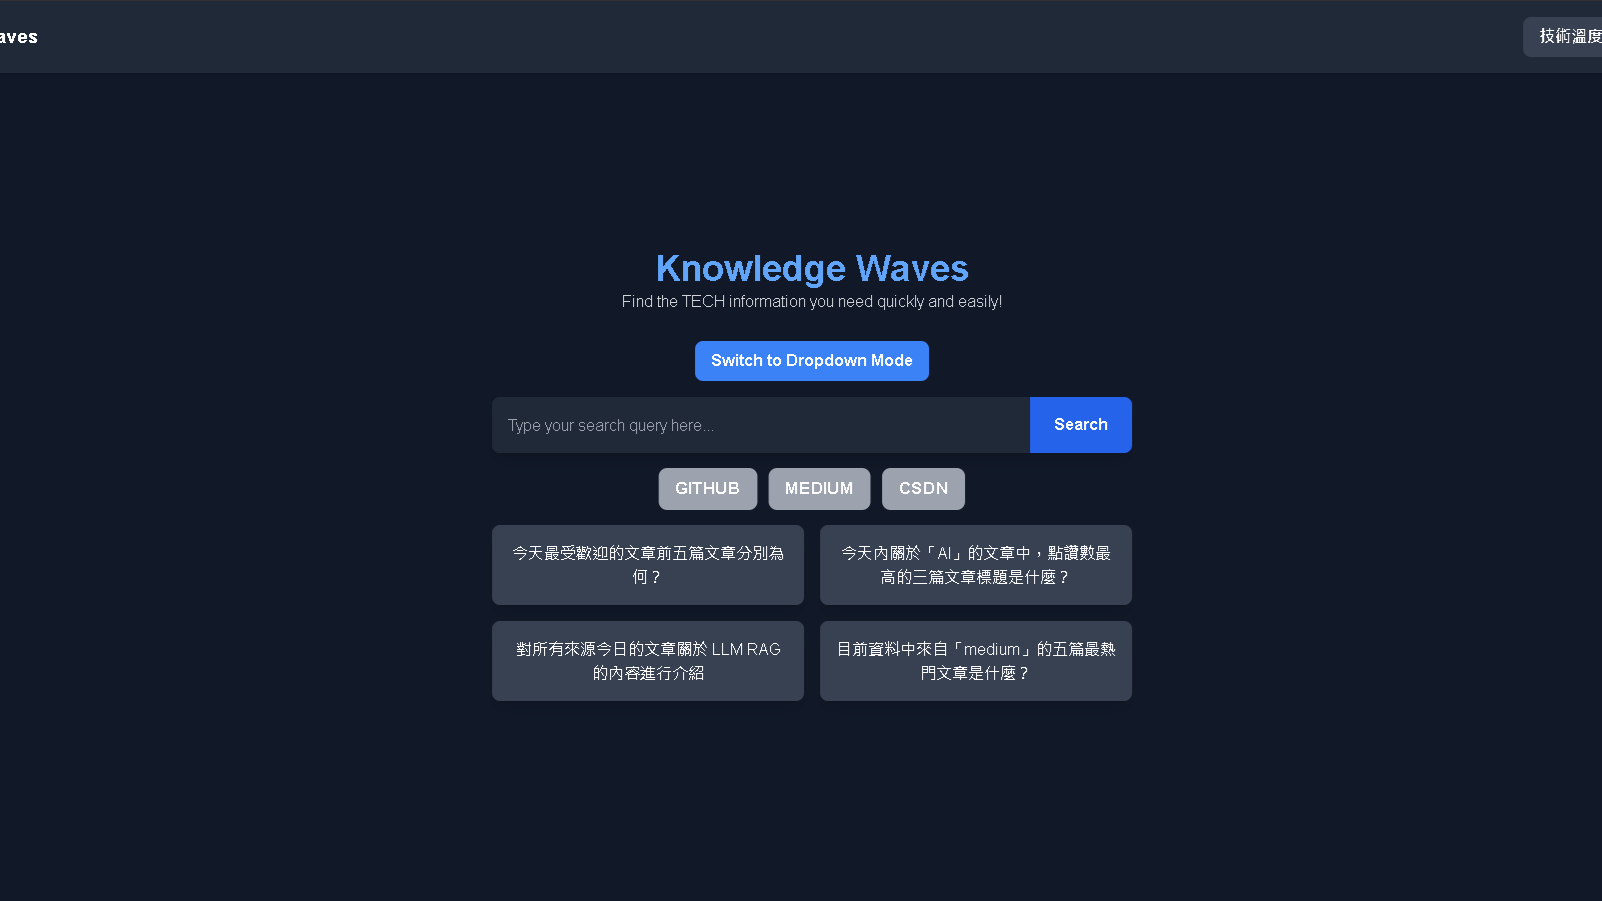 aves
技術溫度
Knowledge Waves
Find the TECH information you need quickly and easily!
Switch to Dropdown Mode
Type your search query here...
Search
GITHUB
MEDIUM
CSDN
今天最受歡迎的文章前五篇文章分別為
何？
今天內關於「AI」的文章中，點讚數最
高的三篇文章標題是什麼？
對所有來源今日的文章關於 LLM RAG
的內容進行介紹
目前資料中來自「medium」的五篇最熱
門文章是什麼？